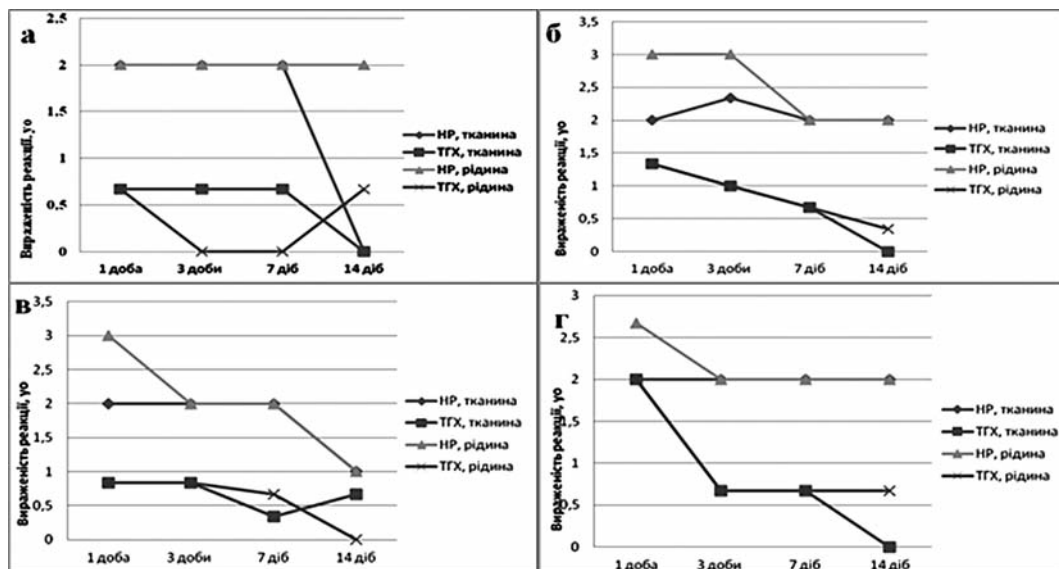 а
Вираженість реакції, уо
2.5
2
1.5
1
0.5
0
1 доба 3 доби 7 діб 14 діб
НР, тканина
ТГХ, тканина
НР, рідина
ТГХ, рідина
б
Вираженість реакції, уо
3,5
3
2,5
2
1,5
1
0,5
0
1 доба 3 доби 7 діб 14 діб
НР, тканина
ТГХ, тканина
НР, рідина
ТГХ, рідина
в
Вираженість реакції, уо
3,5
3
2,5
2
1,5
1
0,5
0
1 доба 3 доби 7 діб 14 діб
НР, тканина
ТГХ, тканина
НР, рідина
ТГХ, рідина
г
Вираженість реакції, уо
3
2,5
2
1,5
1
0,5
0
1 доба 3 доби 7 діб 14 діб
НР, тканина
ТГХ, тканина
НР, рідина
ТГХ, рідина